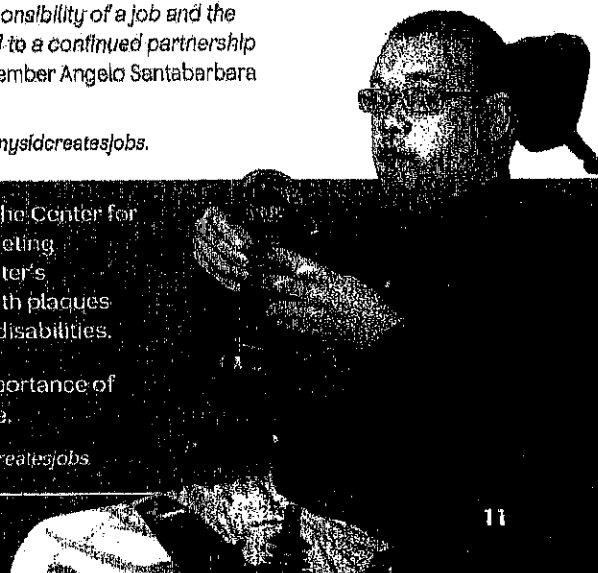 onsibility of a job and the
to a continued partnership
ember Angelo Santabarbara
nysidcreatesjobs.
he Center for
eting
ter's
th plaques
disabilities.
portance of
e.
reatesjobs
11